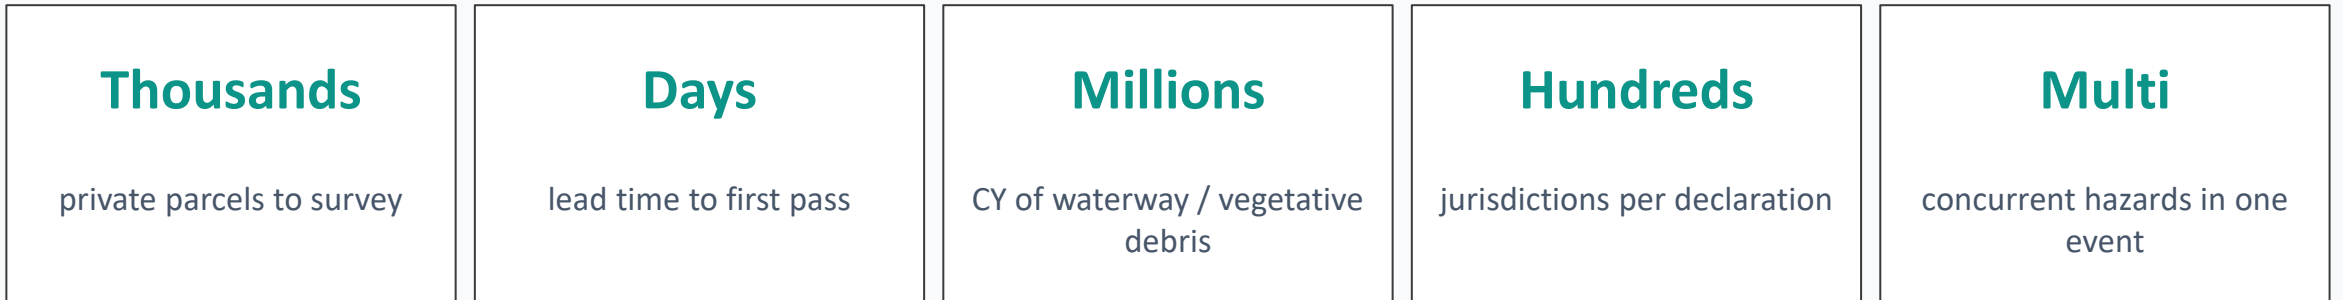 Thousands
private parcels to survey
Days
lead time to first pass
Millions
CY of waterway / vegetative
debris
Hundreds
jurisdictions per declaration
Multi
concurrent hazards in one
event